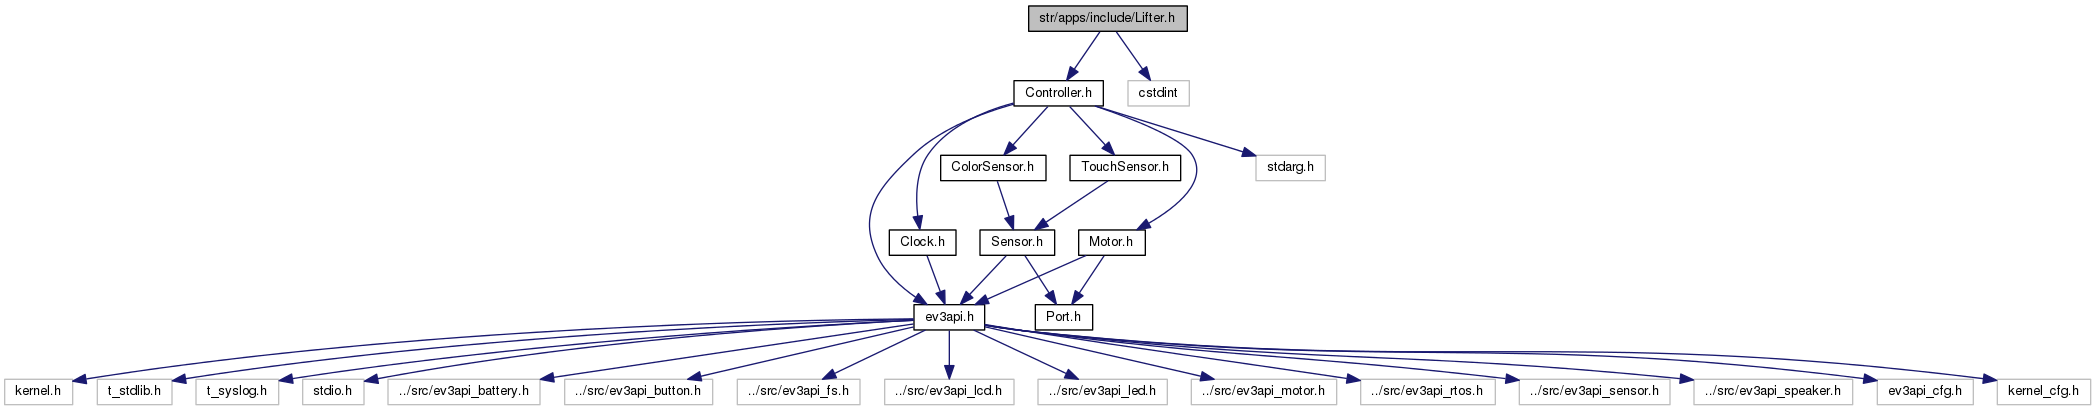 str/apps/include/Lifter.h
Controller.h
cstdint
ColorSensor.h
TouchSensor.h
stdarg.h
Clock.h
Sensor.h
Motor.h
ev3api.h
Port.h
kernel.h
t_stdlib.h
t_syslog.h
stdio.h
../src/ev3api_battery.h
../src/ev3api_button.h
../src/ev3api_fs.h
../src/ev3api_lcd.h
../src/ev3api_led.h
../src/ev3api_motor.h
../src/ev3api_rtos.h
../src/ev3api_sensor.h
../src/ev3api_speaker.h
ev3api_cfg.h
kernel_cfg.h